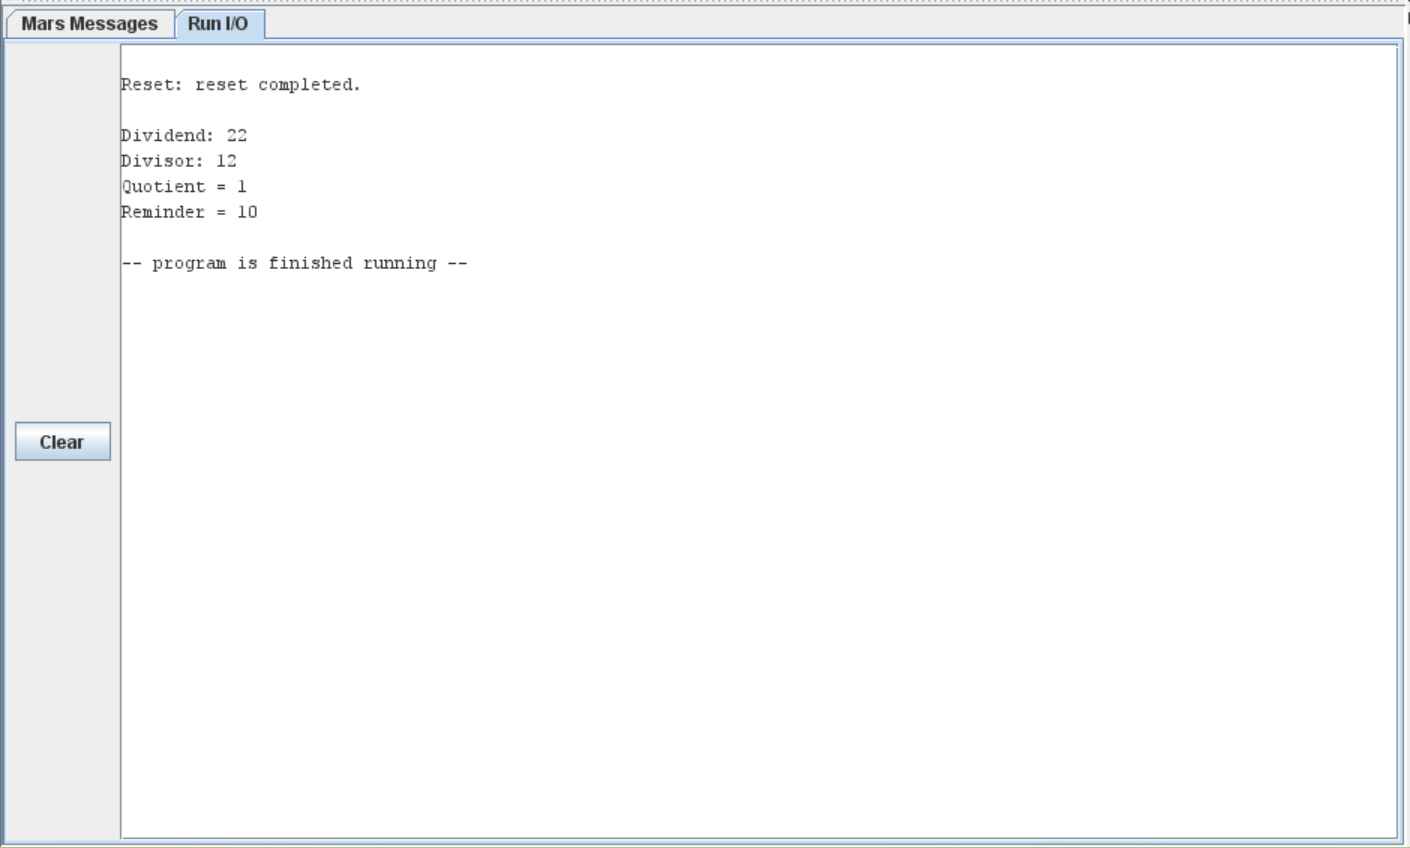 Mars Messages Run I/O
Reset: reset completed.
Dividend: 22
Divisor: 12
Quotient = 1
Reminder = 10
-- program is finished running --
Clear